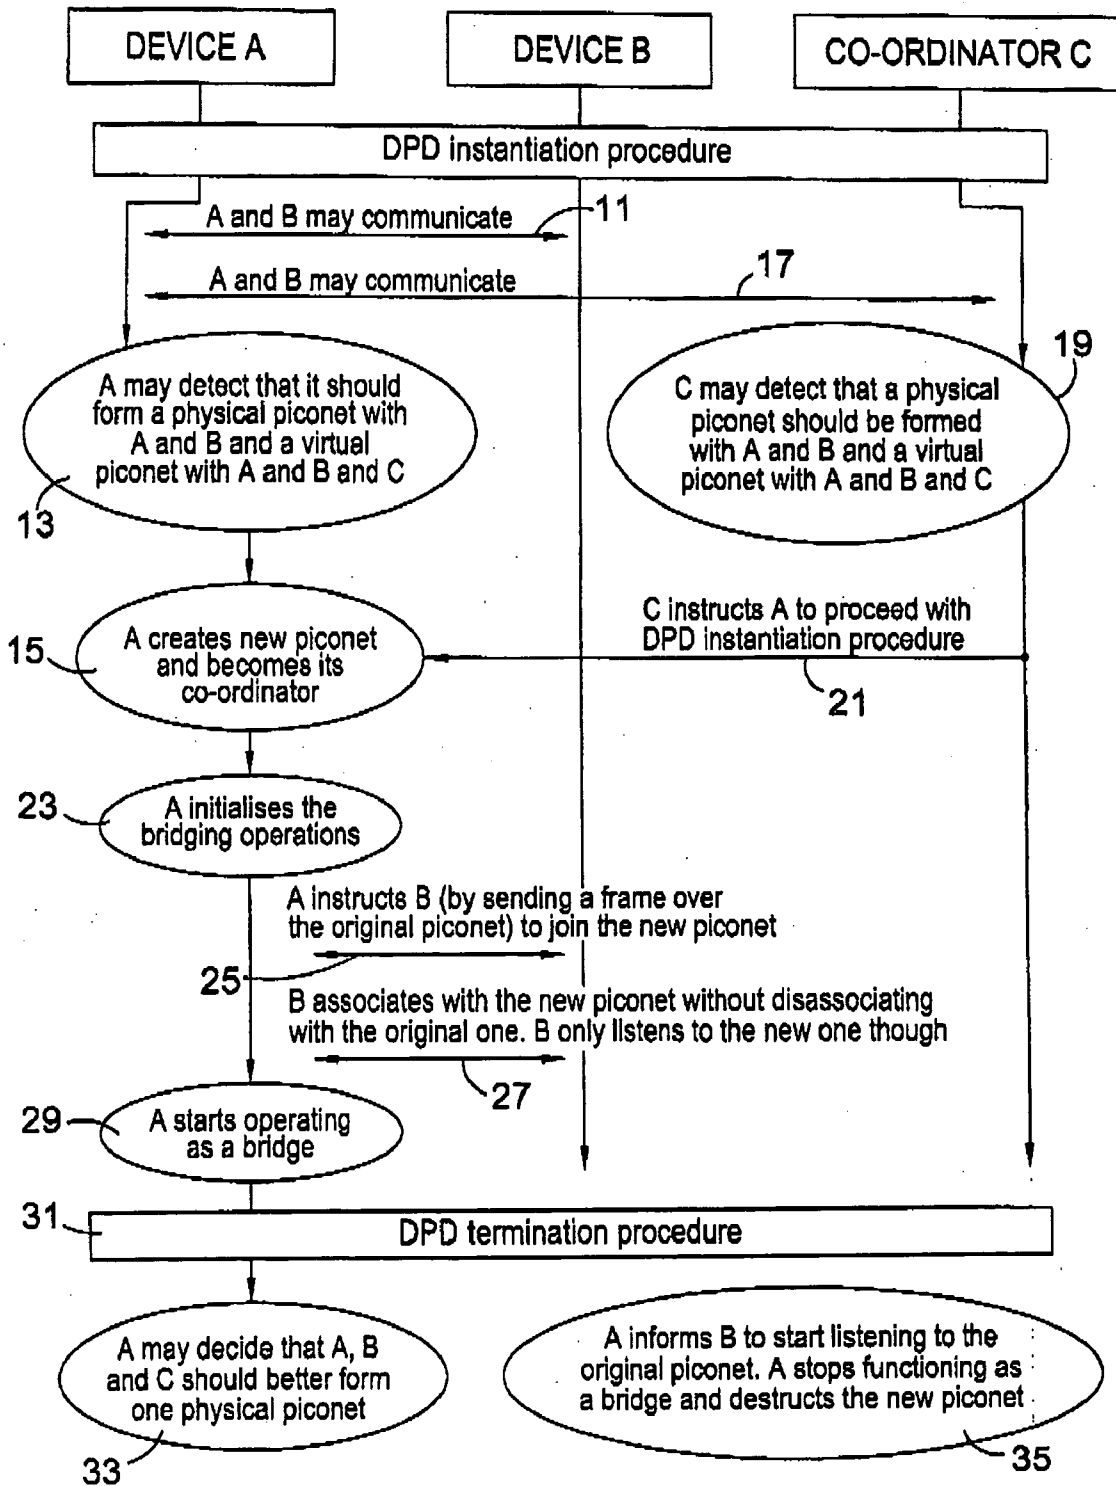 DEVICE A
DEVICE B
CO-ORDINATOR C
DPD instantiation procedure
A and B may communicate
11
A and B may communicate
17
A may detect that it should
form a physical piconet with
A and B and a virtual
piconet with A and B and C
13
C may detect that a physical
piconet should be formed
with A and B and a virtual
piconet with A and B and C
19
C instructs A to proceed with
DPD instantiation procedure
21
A creates new piconet
and becomes its
co-ordinator
15
23
A initialises the
bridging operations
A instructs B (by sending a frame over
the original piconet) to join the new piconet
25
B associates with the new piconet without disassociating
with the original one. B only listens to the new one though
27
29
A starts operating
as a bridge
31
DPD termination procedure
A may decide that A, B
and C should better form
one physical piconet
33
A informs B to start listening to the
original piconet. A stops functioning as
a bridge and destructs the new piconet
35